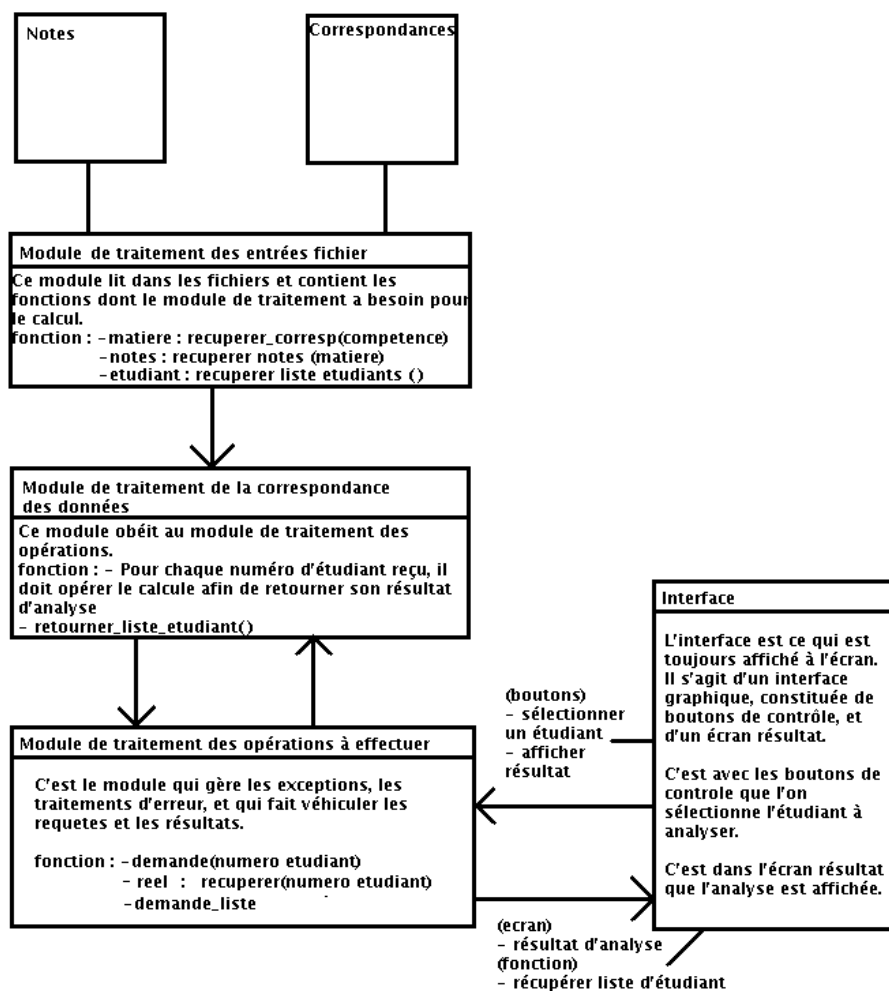 Notes
Correspondances
Module de traitement des entrées fichier
Ce module lit dans les fichiers et contient les
fonctions dont le module de traitement a besoin pour
le calcul.
fonction : - matiere : recuperer_corresp(competence)
- notes : recuperer notes (matiere)
- etudiant : recuperer liste etudiants ()
Module de traitement de la correspondance
des données
Ce module obéit au module de traitement des
opérations.
fonction : - Pour chaque numéro d'étudiant reçu, il
doit opérer le calcule afin de retourner son résultat
d'analyse
- retourner_liste_etudiant()
Module de traitement des opérations à effectuer
C'est le module qui gère les exceptions, les
traitements d'erreur, et qui fait véhiculer les
requetes et les résultats.
fonction : - demande(numero etudiant)
- reel : recuperer(numero etudiant)
- demande_liste
(boutons)
- sélectionner
un étudiant
- afficher
résultat
Interface
L'interface est ce qui est
toujours affiché à l'écran.
Il s'agit d'un interface
graphique, constituée de
boutons de contrôle, et
d'un écran résultat.
C'est avec les boutons de
controle que l'on
sélectionne l'étudiant à
analyser.
C'est dans l'écran résultat
que l'analyse est affichée.
(ecran)
- résultat d'analyse
(fonction)
- récupérer liste d'étudiant